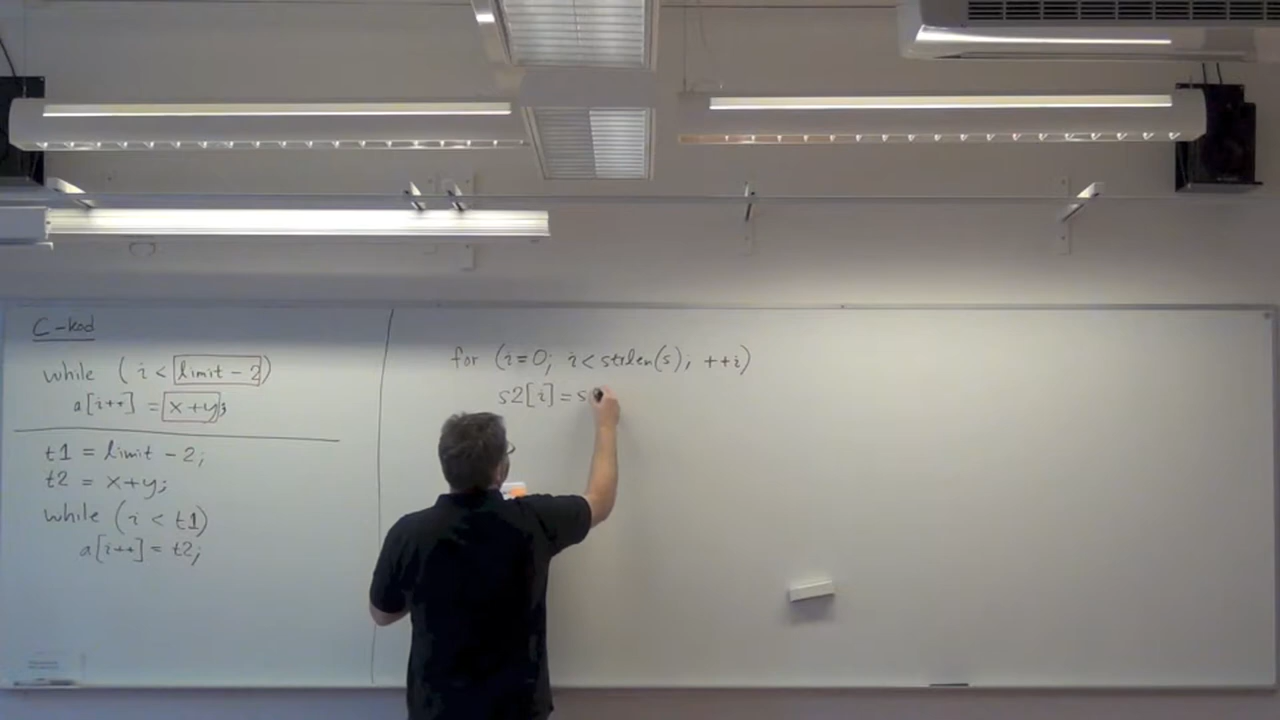 C-kod
while (i < limit - 2)
a[i++] = x+y;
t1 = limit - 2;
t2 = x+y;
while (i < t1)
a[i++] = t2;
for (i=0; i < strlen(s); ++i)
s2[i] = s